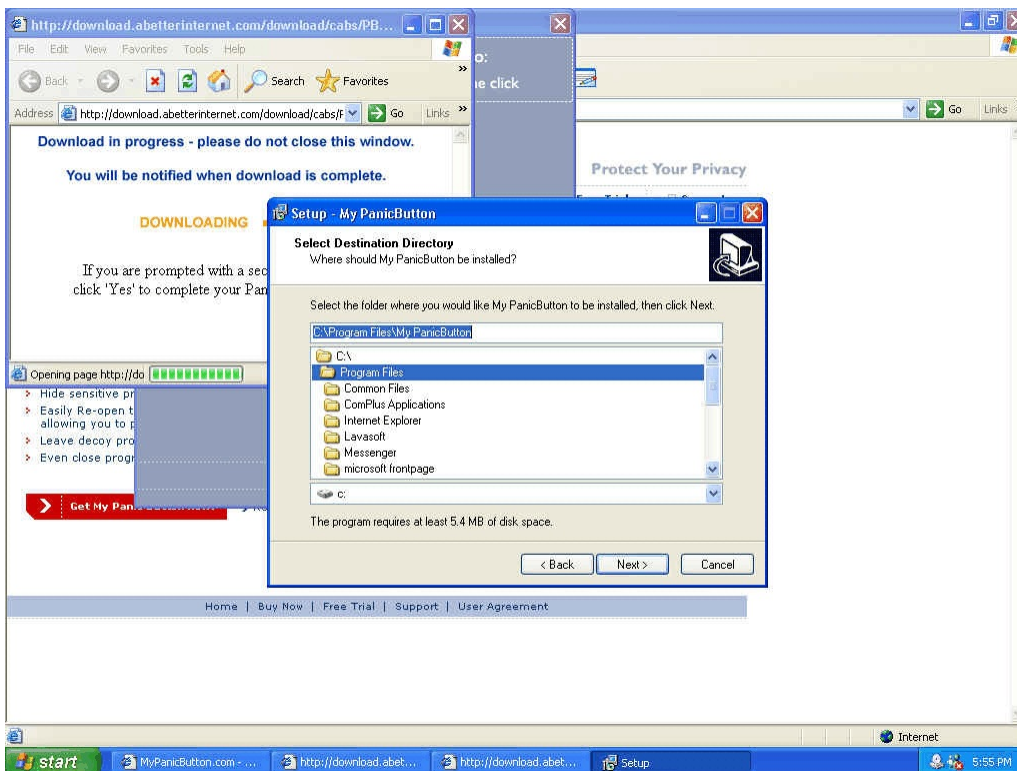 http://download.abetterinternet.com/download/cabs/PB...
File Edit View Favorites Tools Help
Back Search Favorites »
Address http://download.abetterinternet.com/download/cabs/F Go Links »
Download in progress - please do not close this window.
You will be notified when download is complete.
DOWNLOADING
If you are prompted with a sec
click 'Yes' to complete your Pan
Opening page http://do
o:
e click
Go Links
Protect Your Privacy
Setup - My PanicButton
Select Destination Directory
Where should My PanicButton be installed?
Select the folder where you would like My PanicButton to be installed, then click Next.
C:\Program Files\My PanicButton
C:\
Program Files
Common Files
ComPlus Applications
Internet Explorer
Lavasoft
Messenger
microsoft frontpage
c:
The program requires at least 5.4 MB of disk space.
< Back Next > Cancel
Hide sensitive pr
Easily Re-open t
allowing you to p
Leave decoy pro
Even close progr
Get My Pan
Home | Buy Now | Free Trial | Support | User Agreement
Internet
start MyPanicButton.com - ... http://download.abet... http://download.abet... Setup 5:55 PM